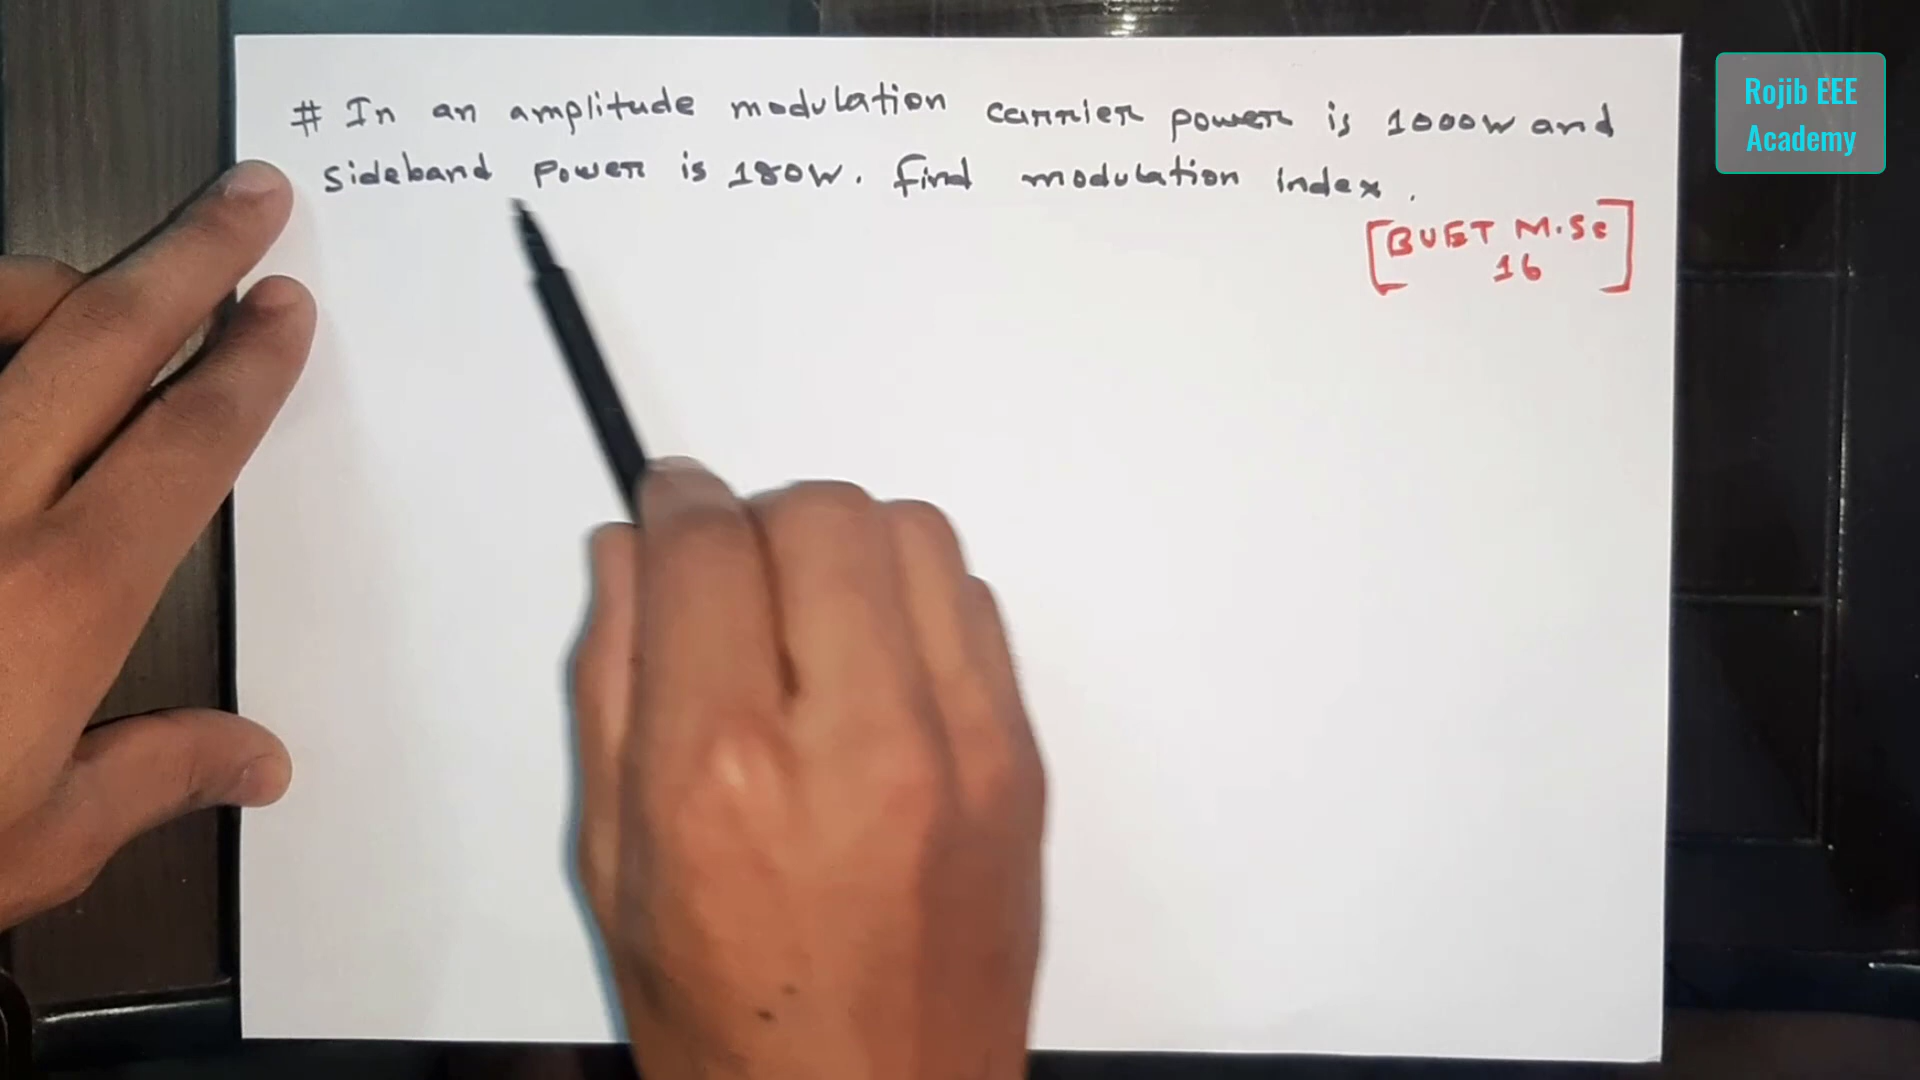 # In an amplitude modulation carrier power is 1000W and
sideband power is 180W. find modulation index.
[BUET M.Sc
16]
Rojib EEE
Academy